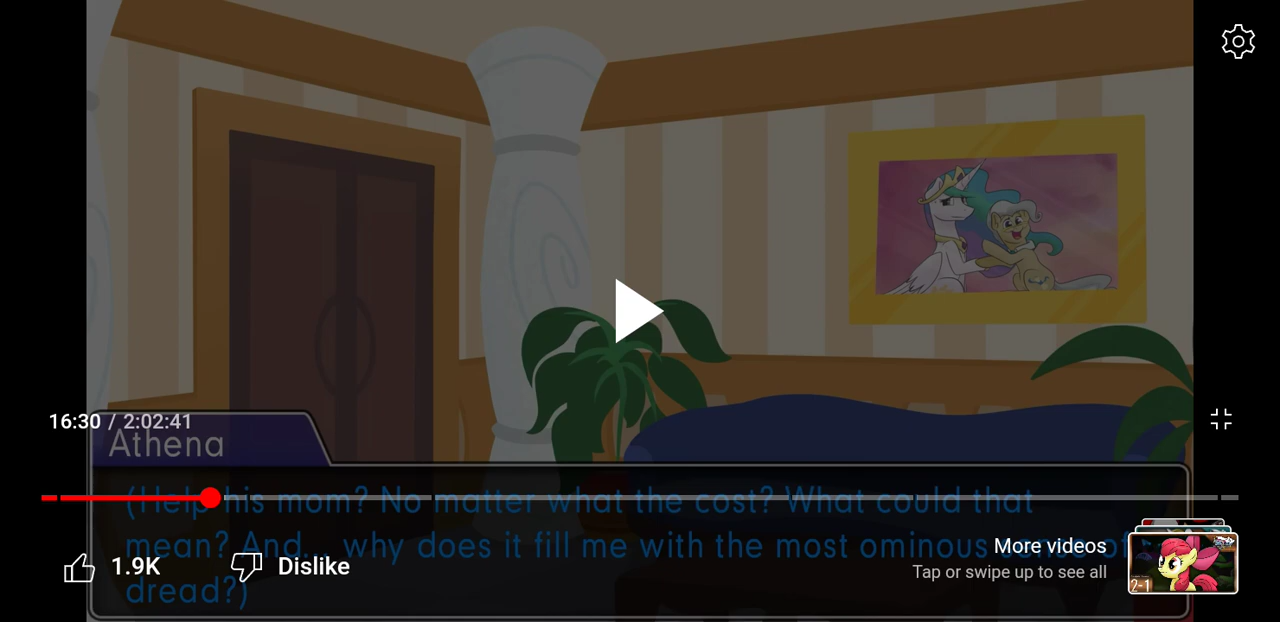 16:30 / 2:02:41
Athena
(Help his mom? No matter what the cost? What could that
mean? And... why does it fill me with the most ominous sense of
dread?)
1.9K
Dislike
More videos
Tap or swipe up to see all
2-1